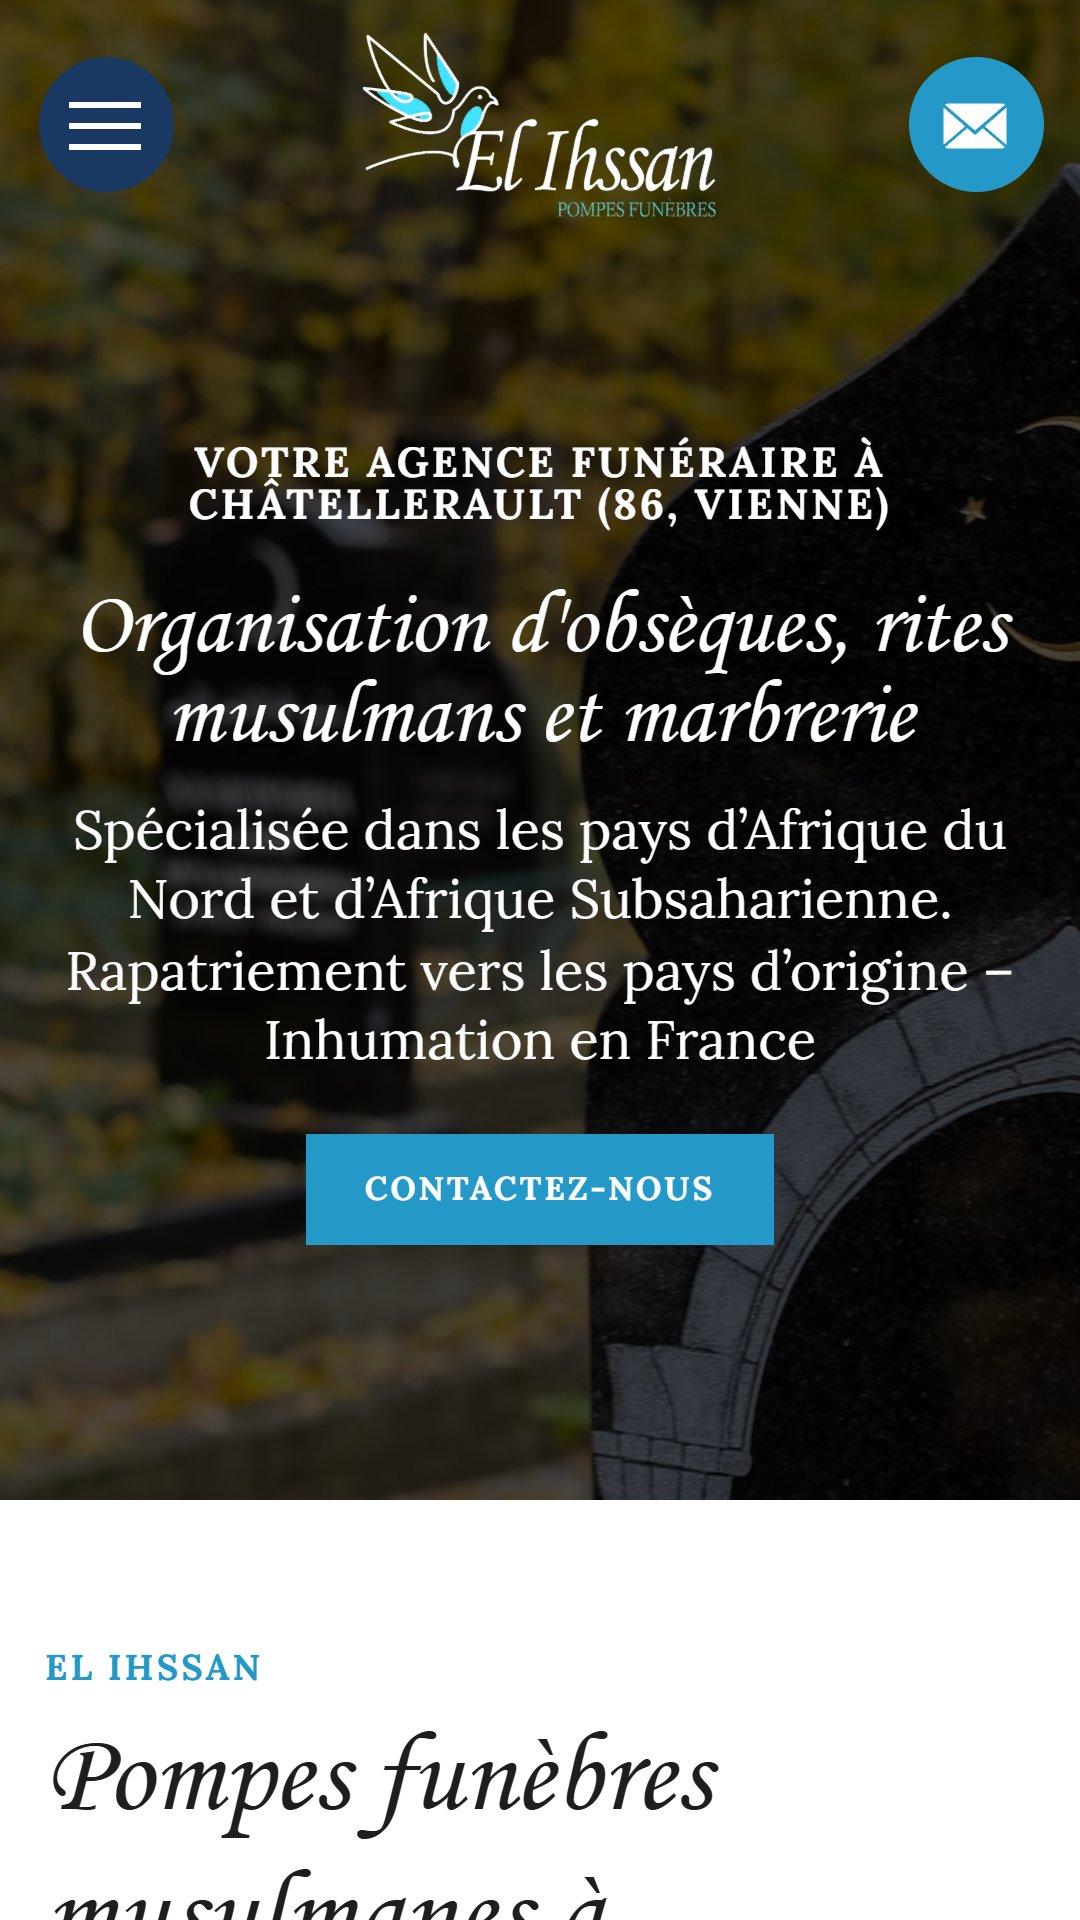 El Ihssan
POMPES FUNÈBRES
VOTRE AGENCE FUNÉRAIRE À
CHÂTELLERAULT (86, VIENNE)
Organisation d'obsèques, rites
musulmans et marbrerie
Spécialisée dans les pays d’Afrique du
Nord et d’Afrique Subsaharienne.
Rapatriement vers les pays d’origine –
Inhumation en France
CONTACTEZ-NOUS
EL IHSSAN
Pompes funèbres
musulmanes à